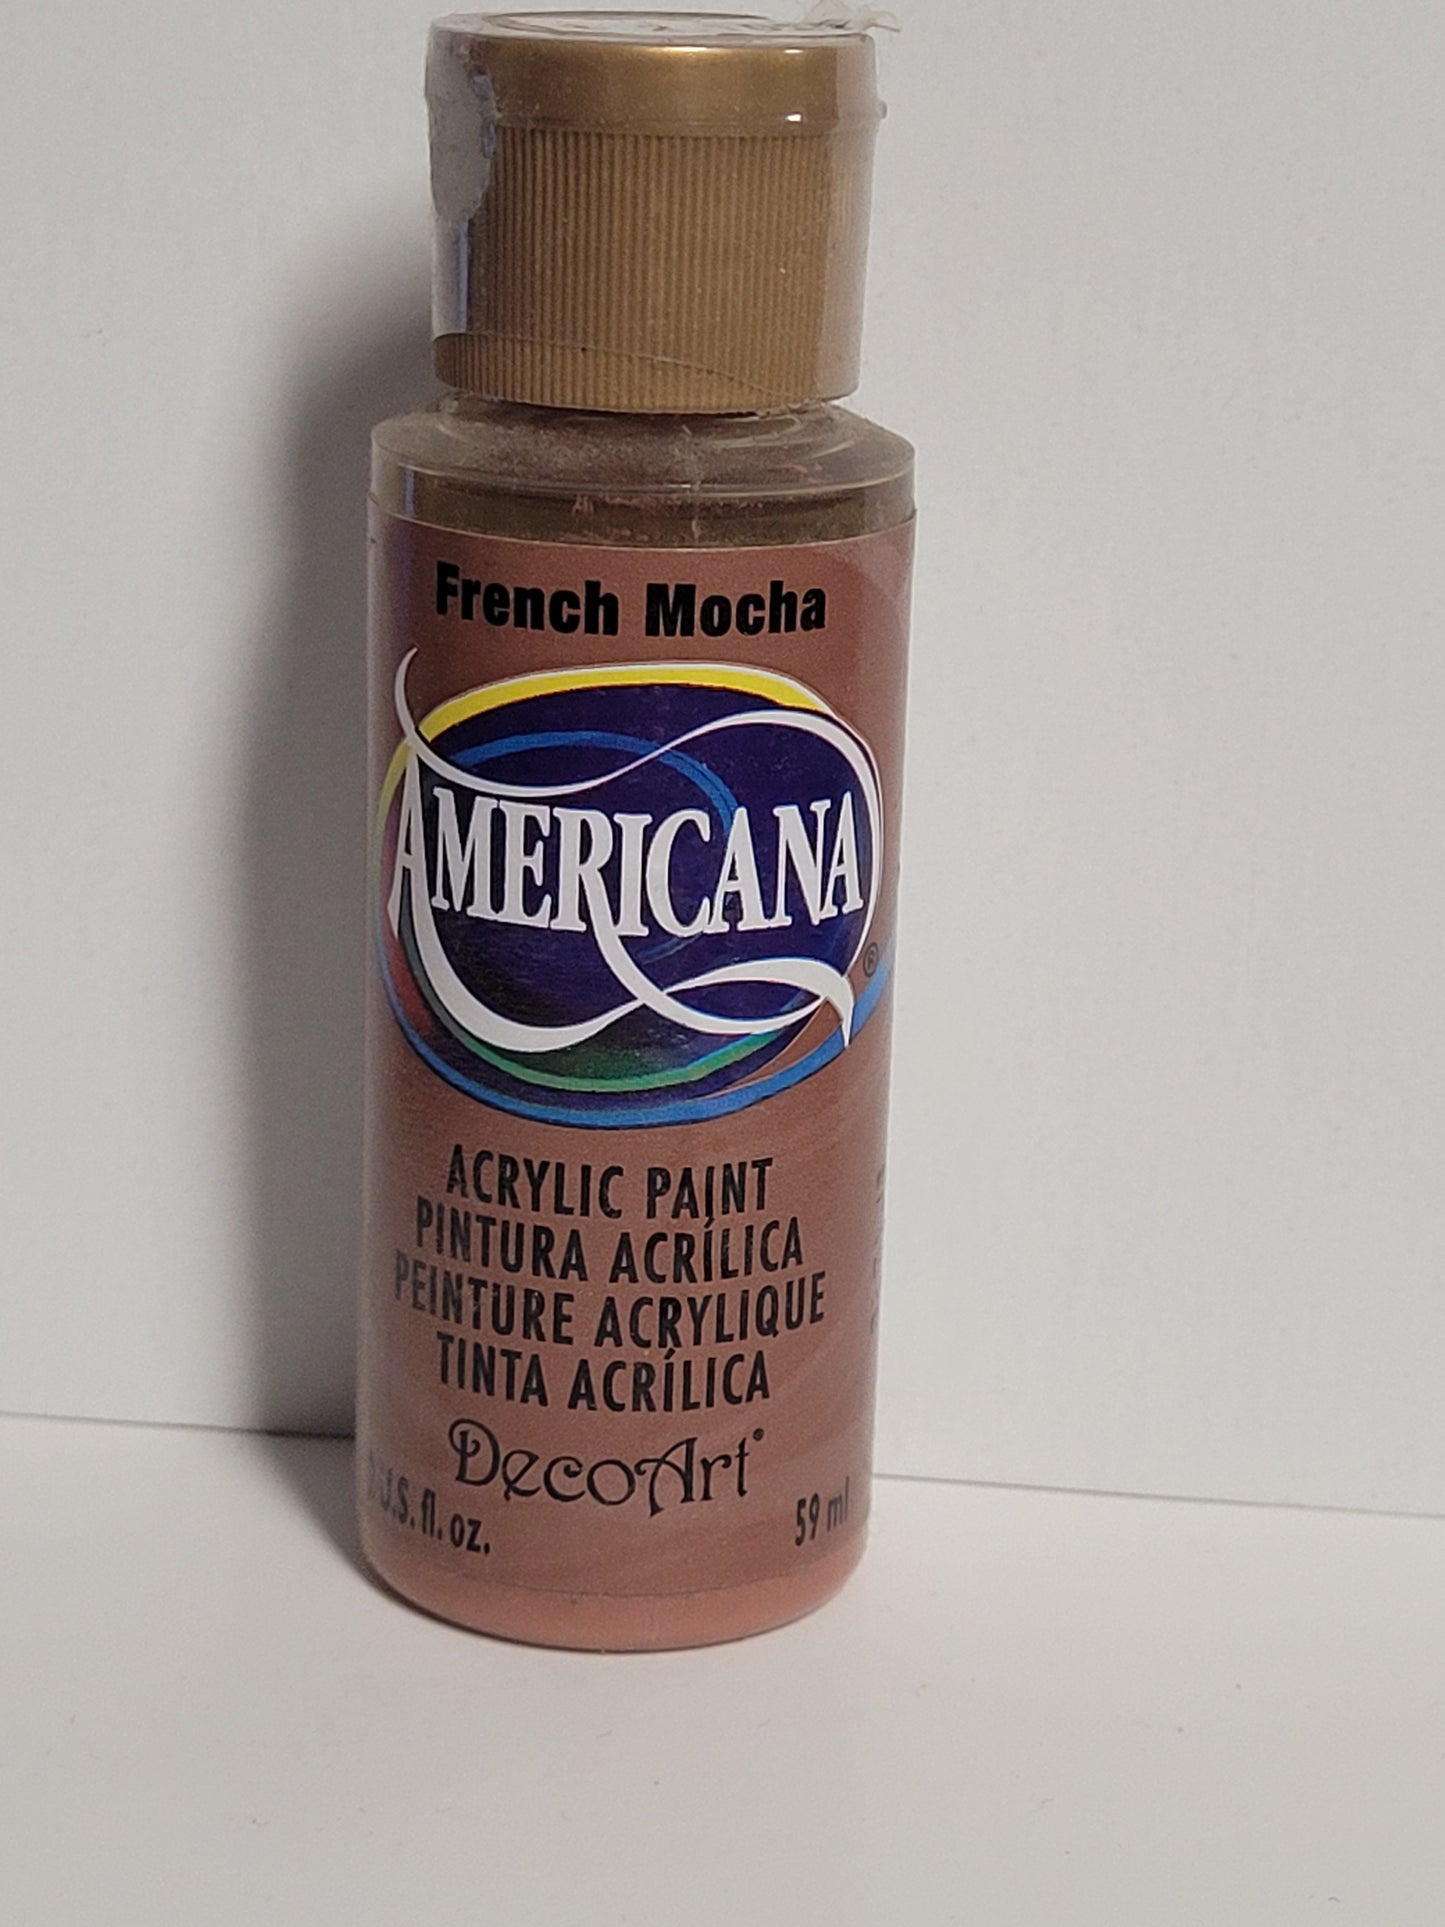 French Mocha
AMERICANA®
ACRYLIC PAINT
PINTURA ACRÍLICA
PEINTURE ACRYLIQUE
TINTA ACRÍLICA
DecoArt®
U.S. fl. oz. 59 ml